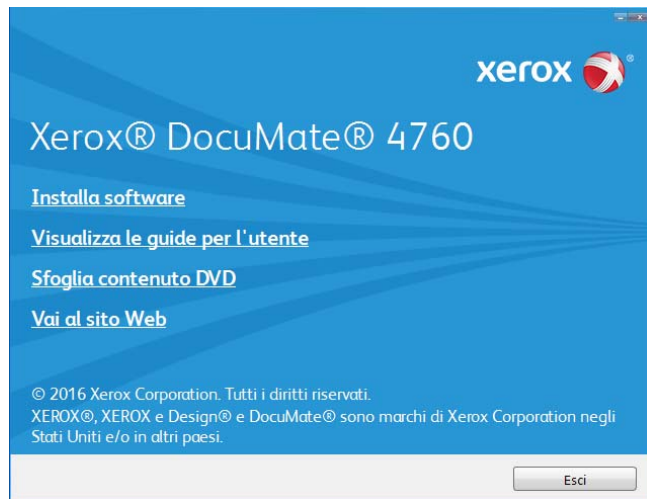 xerox ®
Xerox® DocuMate® 4760
Installa software
Visualizza le guide per l'utente
Sfoglia contenuto DVD
Vai al sito Web
© 2016 Xerox Corporation. Tutti i diritti riservati.
XEROX®, XEROX e Design® e DocuMate® sono marchi di Xerox Corporation negli
Stati Uniti e/o in altri paesi.
Esci